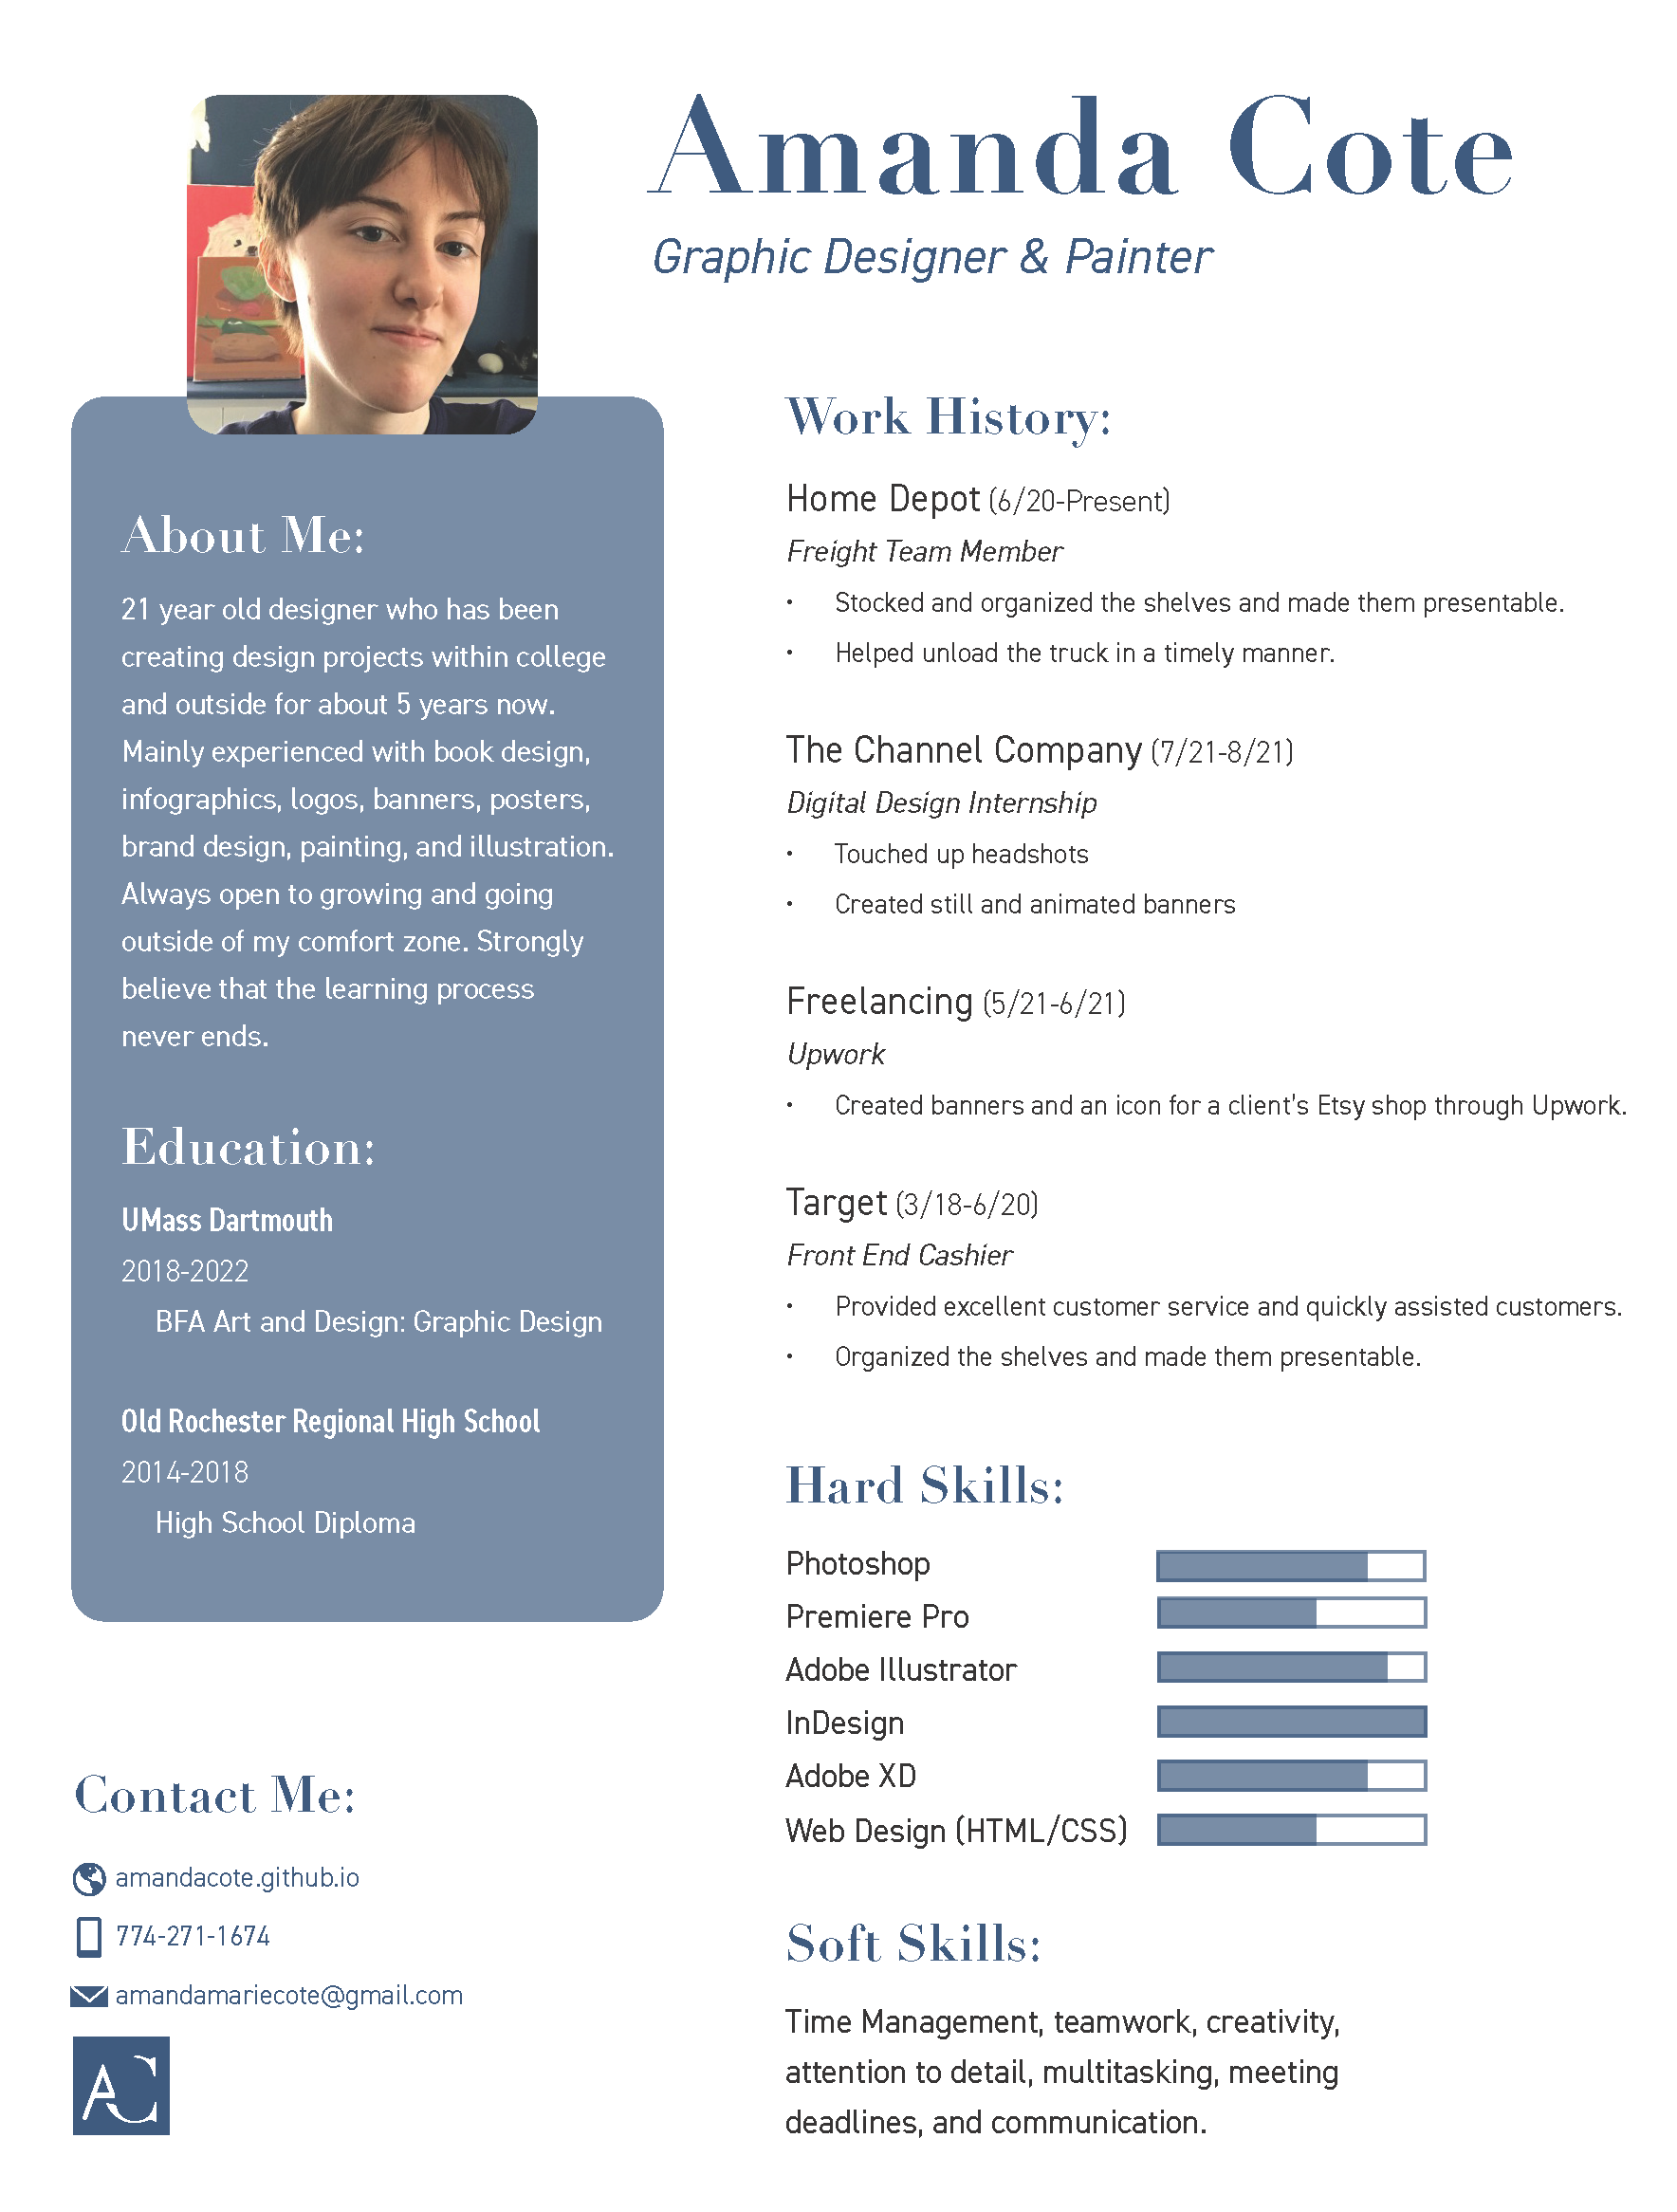 Amanda Cote
Graphic Designer & Painter
About Me:
21 year old designer who has been
creating design projects within college
and outside for about 5 years now.
Mainly experienced with book design,
infographics, logos, banners, posters,
brand design, painting, and illustration.
Always open to growing and going
outside of my comfort zone. Strongly
believe that the learning process
never ends.
Education:
UMass Dartmouth
2018-2022
BFA Art and Design: Graphic Design
Old Rochester Regional High School
2014-2018
High School Diploma
Contact Me:
amandacote.github.io
774-271-1674
amandamariecote@gmail.com
AC
Work History:
Home Depot (6/20-Present)
Freight Team Member
• Stocked and organized the shelves and made them presentable.
• Helped unload the truck in a timely manner.
The Channel Company (7/21-8/21)
Digital Design Internship
• Touched up headshots
• Created still and animated banners
Freelancing (5/21-6/21)
Upwork
• Created banners and an icon for a client's Etsy shop through Upwork.
Target (3/18-6/20)
Front End Cashier
• Provided excellent customer service and quickly assisted customers.
• Organized the shelves and made them presentable.
Hard Skills:
Photoshop
Premiere Pro
Adobe Illustrator
InDesign
Adobe XD
Web Design (HTML/CSS)
Soft Skills:
Time Management, teamwork, creativity,
attention to detail, multitasking, meeting
deadlines, and communication.